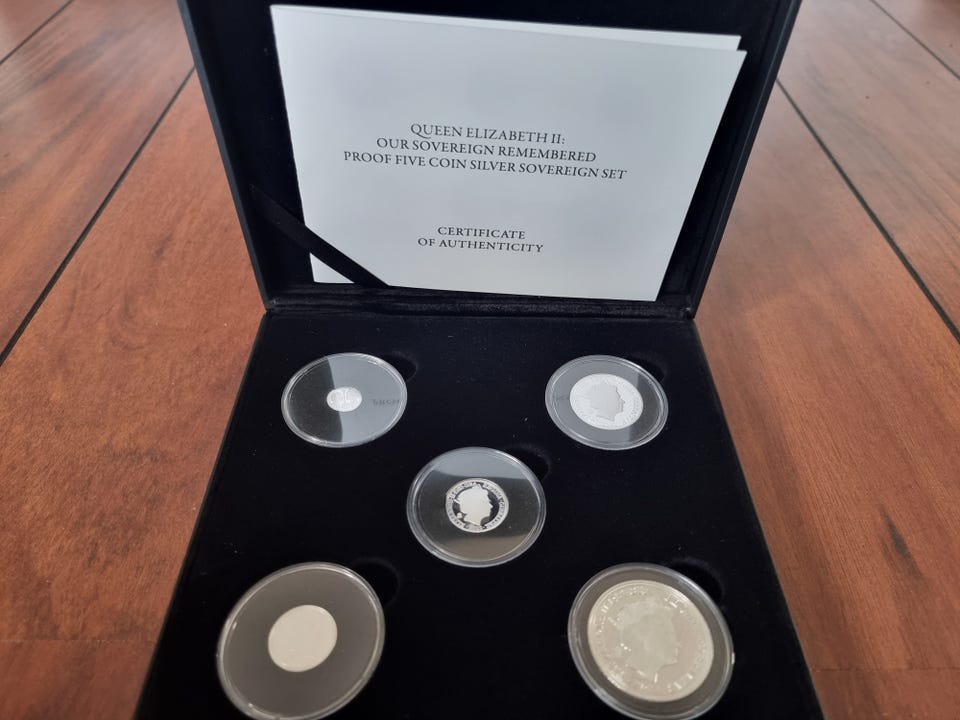 QUEEN ELIZABETH II:
OUR SOVEREIGN REMEMBERED
PROOF FIVE COIN SILVER SOVEREIGN SET
CERTIFICATE
OF AUTHENTICITY